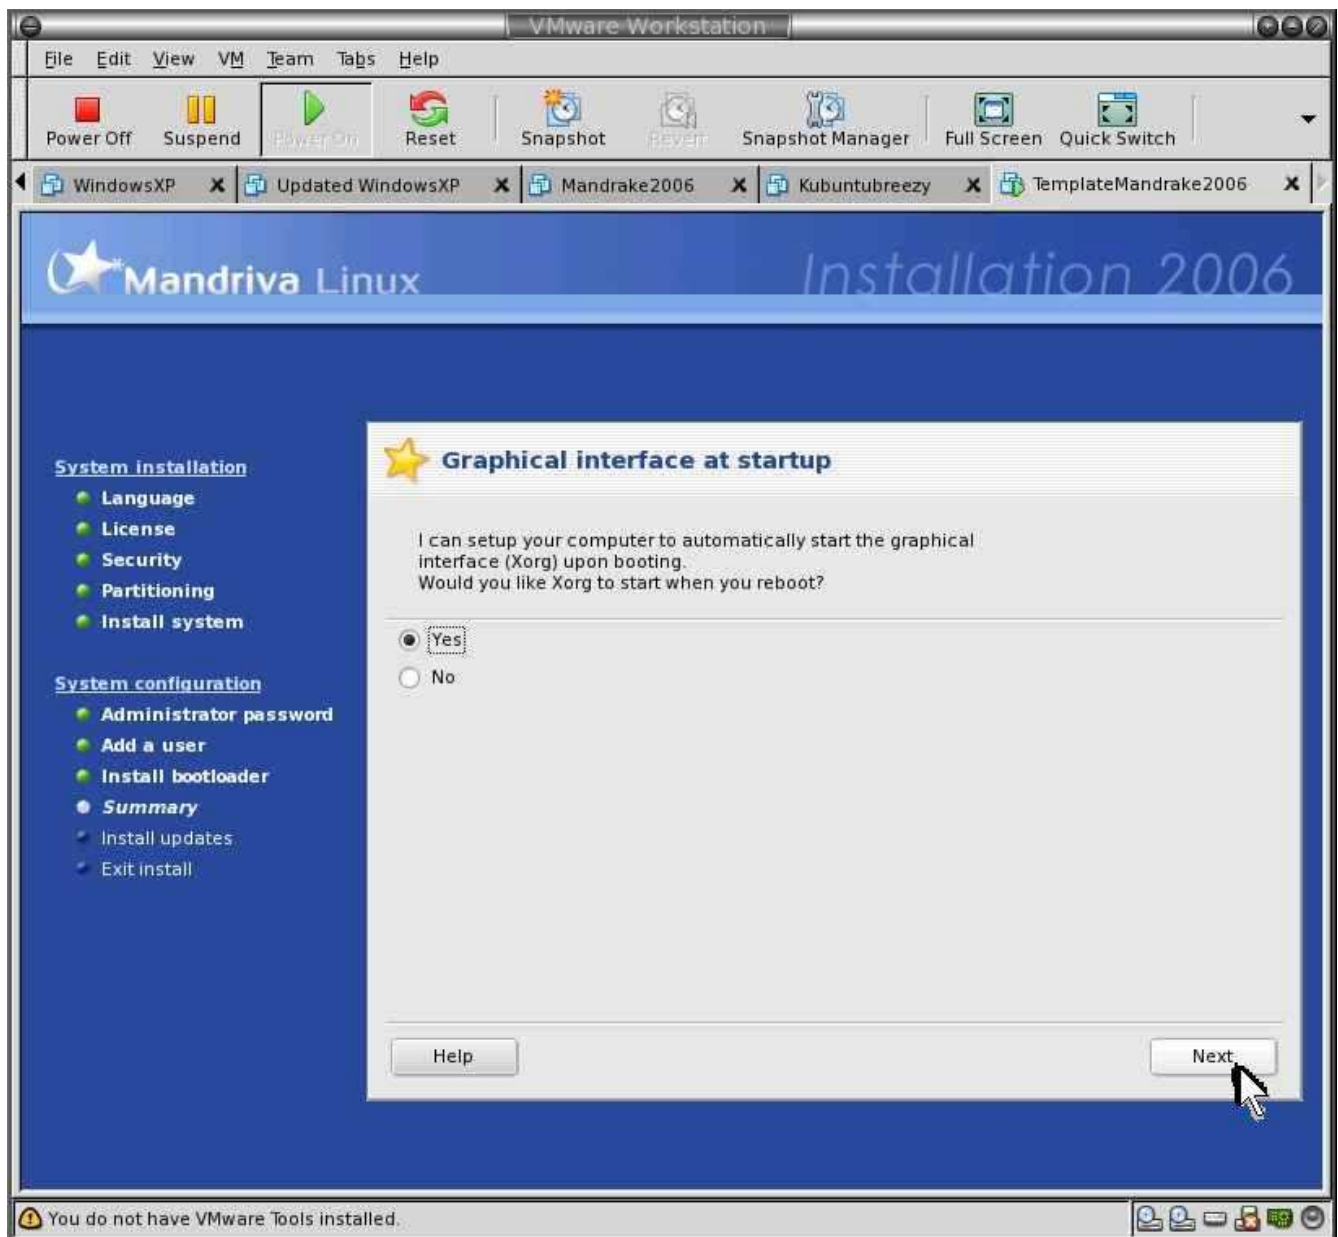 VMware Workstation
File Edit View VM Team Tabs Help
Power Off Suspend Power On Reset Snapshot Revert Snapshot Manager Full Screen Quick Switch
WindowsXP Updated WindowsXP Mandrake2006 Kubuntubreezy TemplateMandrake2006
Mandriva Linux Installation 2006
System installation
Language
License
Security
Partitioning
Install system
System configuration
Administrator password
Add a user
Install bootloader
Summary
Install updates
Exit install
Graphical interface at startup
I can setup your computer to automatically start the graphical
interface (Xorg) upon booting.
Would you like Xorg to start when you reboot?
Yes
No
Help Next
You do not have VMware Tools installed.